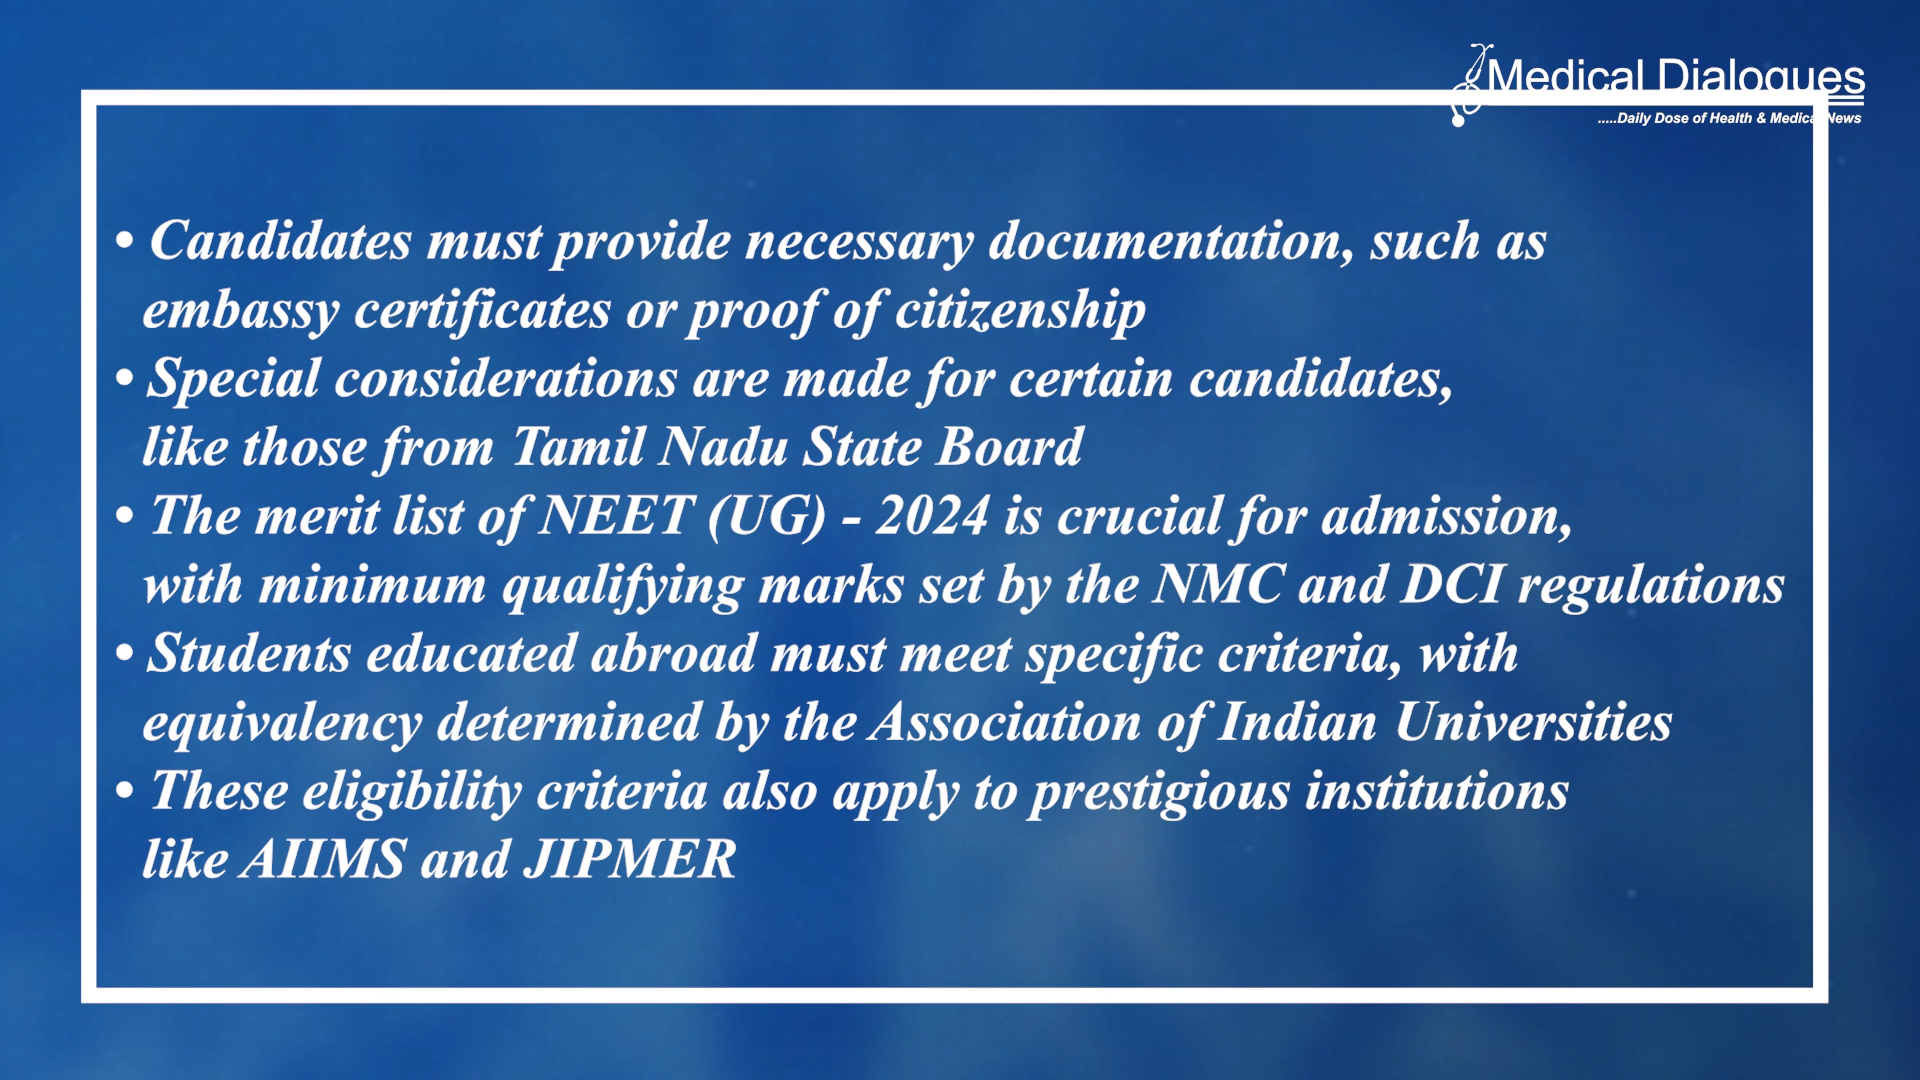 Medical Dialogues
.....Daily Dose of Health & Medical News
• Candidates must provide necessary documentation, such as
embassy certificates or proof of citizenship
• Special considerations are made for certain candidates,
like those from Tamil Nadu State Board
• The merit list of NEET (UG) - 2024 is crucial for admission,
with minimum qualifying marks set by the NMC and DCI regulations
• Students educated abroad must meet specific criteria, with
equivalency determined by the Association of Indian Universities
• These eligibility criteria also apply to prestigious institutions
like AIIMS and JIPMER